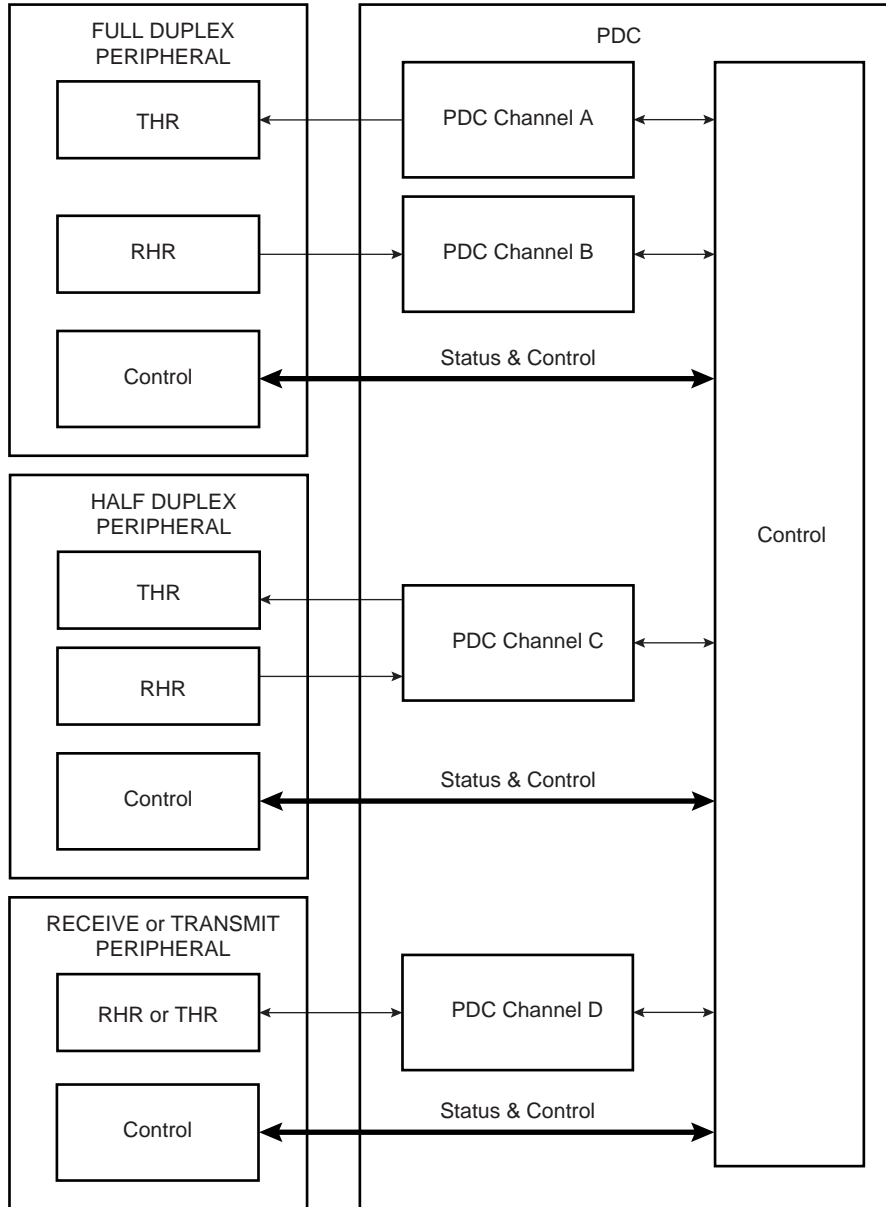 FULL DUPLEX
PERIPHERAL
PDC
THR
PDC Channel A
RHR
PDC Channel B
Control
Status & Control
HALF DUPLEX
PERIPHERAL
Control
THR
PDC Channel C
RHR
Control
Status & Control
RECEIVE or TRANSMIT
PERIPHERAL
RHR or THR
PDC Channel D
Control
Status & Control